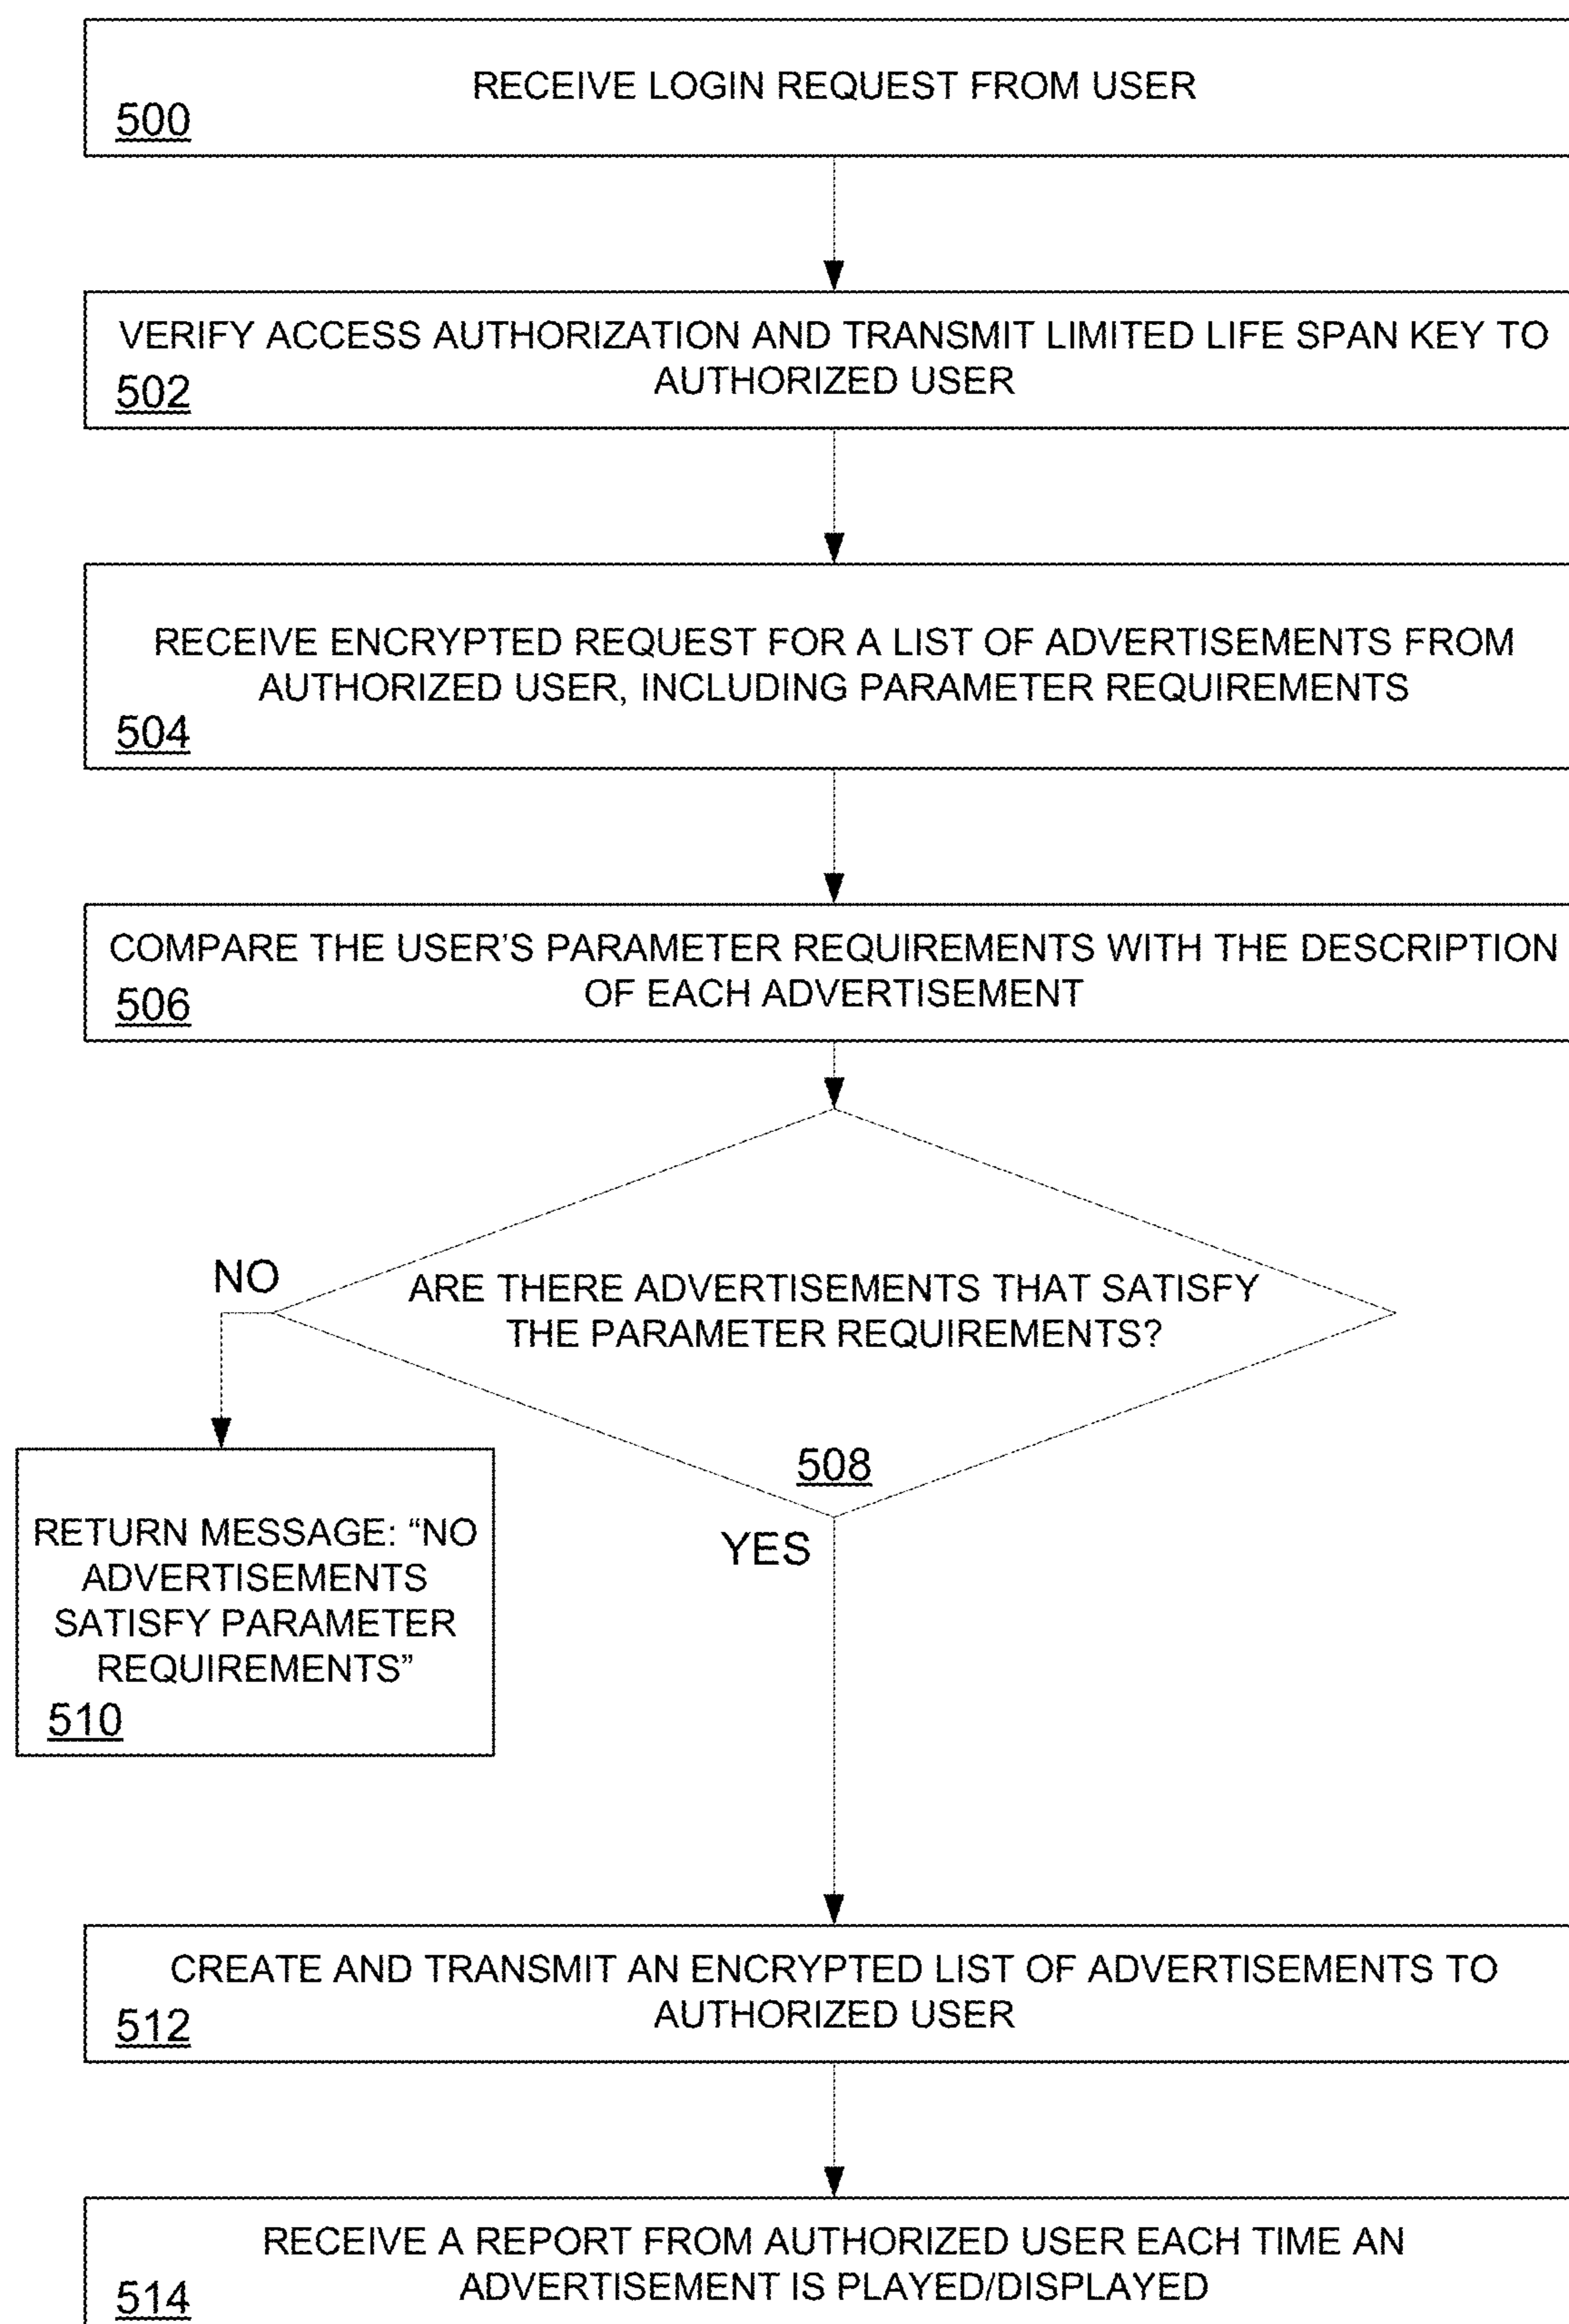 RECEIVE LOGIN REQUEST FROM USER
500
VERIFY ACCESS AUTHORIZATION AND TRANSMIT LIMITED LIFE SPAN KEY TO
AUTHORIZED USER
502
RECEIVE ENCRYPTED REQUEST FOR A LIST OF ADVERTISEMENTS FROM
AUTHORIZED USER, INCLUDING PARAMETER REQUIREMENTS
504
COMPARE THE USER’S PARAMETER REQUIREMENTS WITH THE DESCRIPTION
OF EACH ADVERTISEMENT
506
NO
ARE THERE ADVERTISEMENTS THAT SATISFY
THE PARAMETER REQUIREMENTS?
508
YES
RETURN MESSAGE: “NO
ADVERTISEMENTS
SATISFY PARAMETER
REQUIREMENTS”
510
CREATE AND TRANSMIT AN ENCRYPTED LIST OF ADVERTISEMENTS TO
AUTHORIZED USER
512
RECEIVE A REPORT FROM AUTHORIZED USER EACH TIME AN
ADVERTISEMENT IS PLAYED/DISPLAYED
514